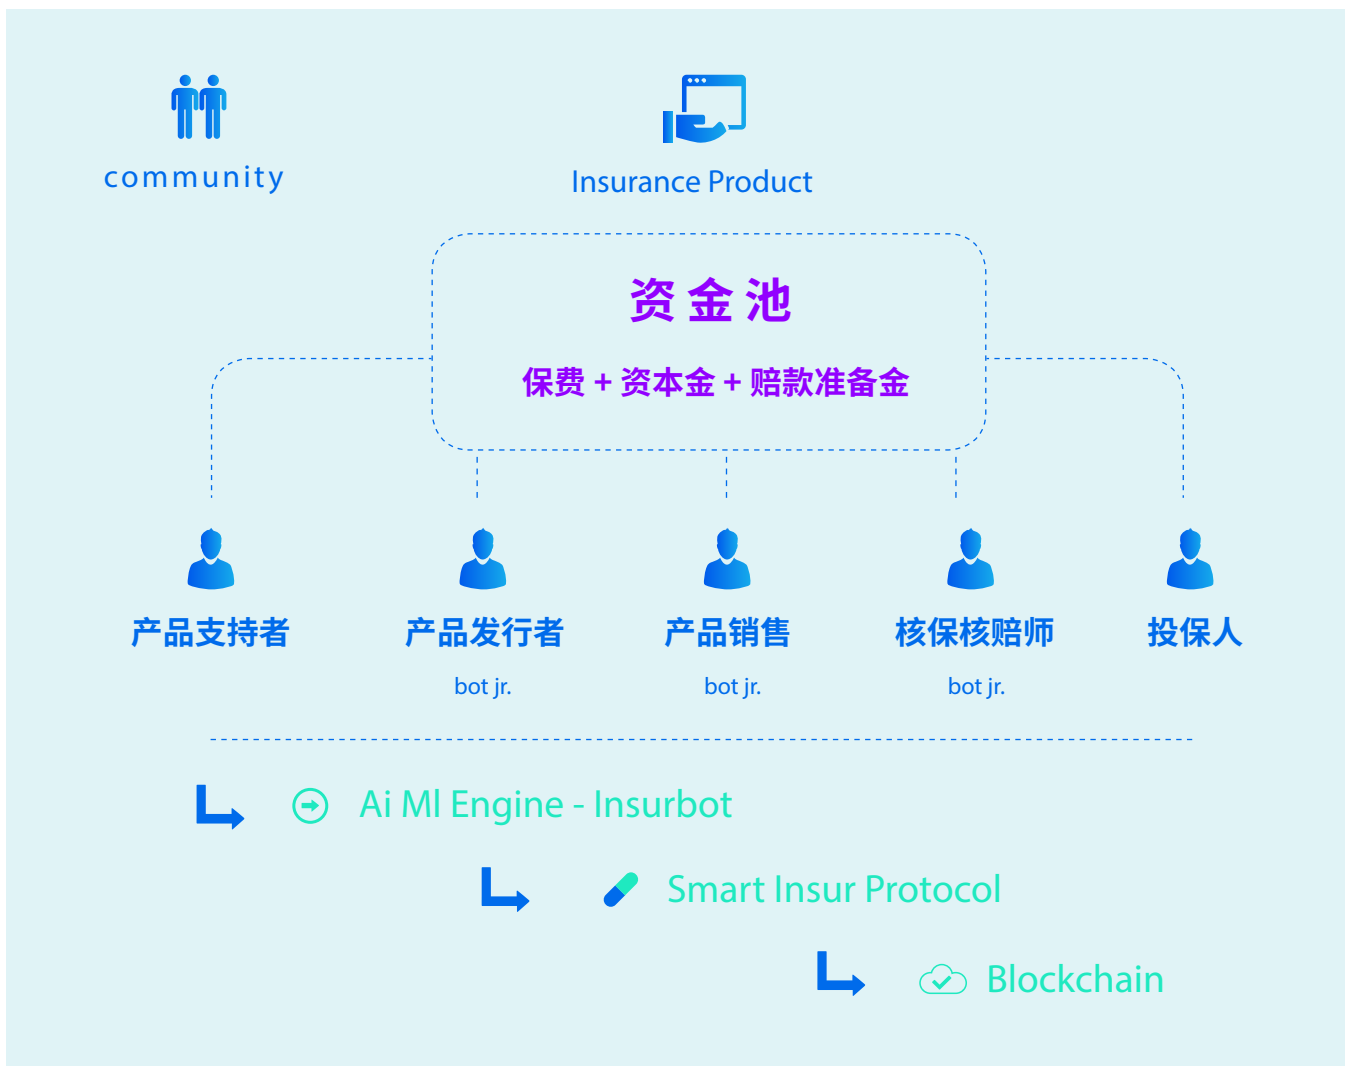 community
Insurance Product
资金池
保费 + 资本金 + 赔款准备金
产品支持者
产品发行者
产品销售
核保核赔师
投保人
bot jr.
bot jr.
bot jr.
Ai Ml Engine - Insurbot
Smart Insur Protocol
Blockchain